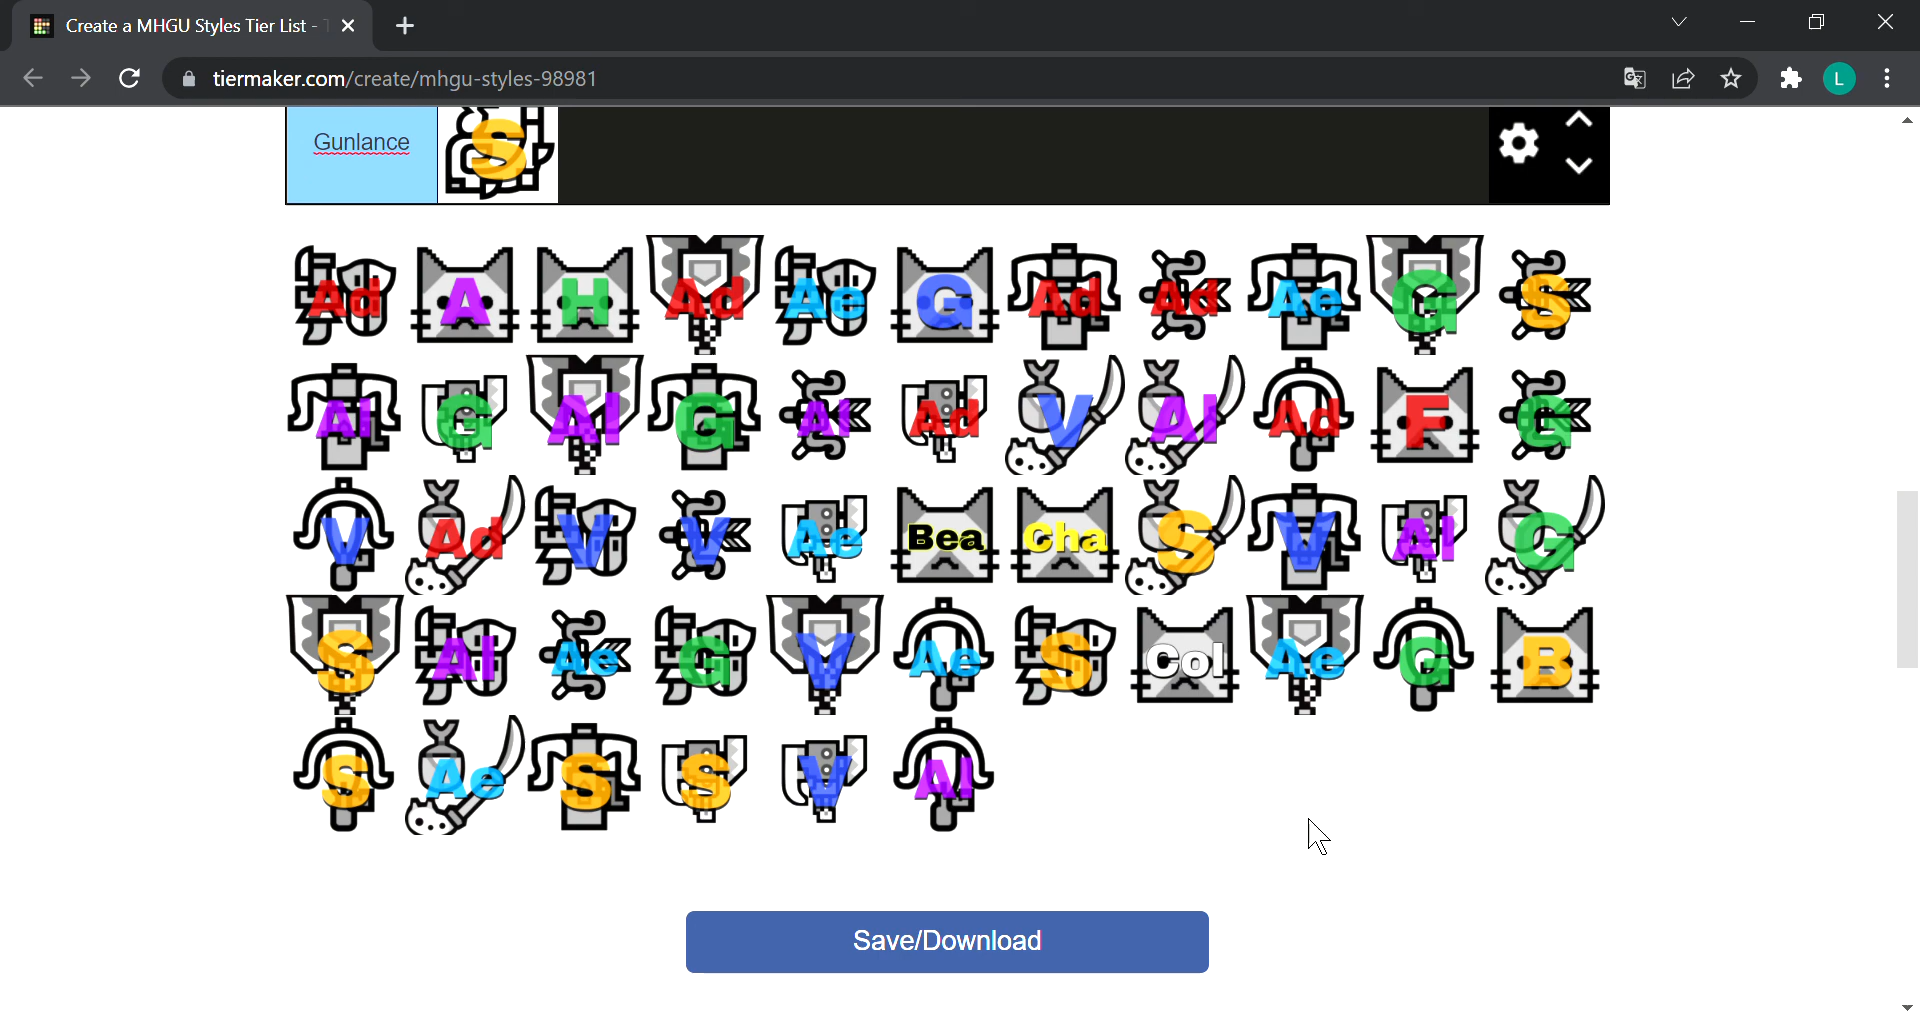 Create a MHGU Styles Tier List - T
tiermaker.com/create/mhgu-styles-98981
L
Gunlance S
Ad A H Ad Ae G Ad Ad Ae G S
Al G Al G Al Ad V Al Ad F G
V Ad V V Ae Bea Cha S V Al G
S Al Ae G V Ae S Col Ae G B
S Ae S S V Al
Save/Download